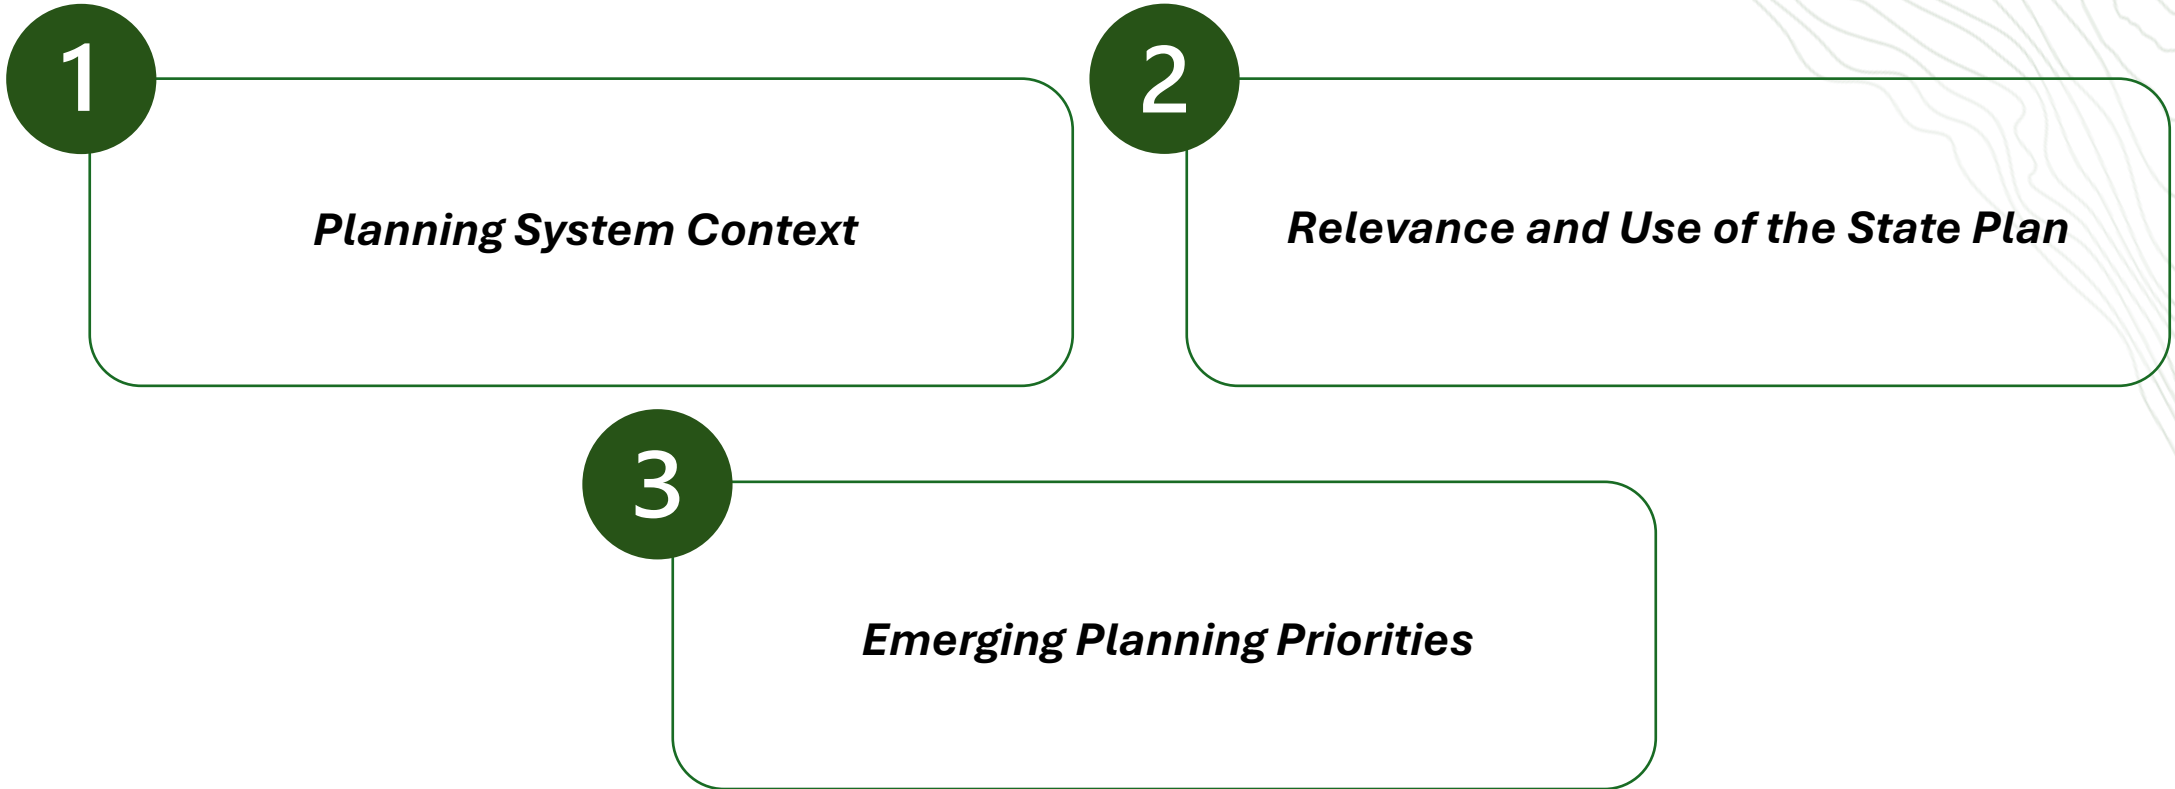 1
Planning System Context
2
Relevance and Use of the State Plan
3
Emerging Planning Priorities